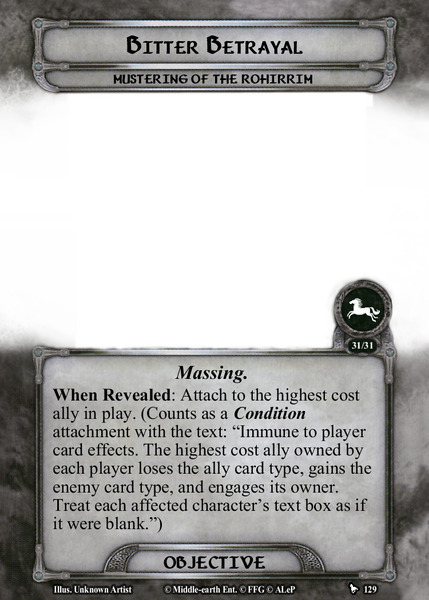 Bitter Betrayal
Mustering of the Rohirrim
31/31
Massing.
When Revealed: Attach to the highest cost
ally in play. (Counts as a Condition
attachment with the text: “Immune to player
card effects. The highest cost ally owned by
each player loses the ally card type, gains the
enemy card type, and engages its owner.
Treat each affected character’s text box as if
it were blank.”)
OBJECTIVE
Illus. Unknown Artist © Middle-earth Ent. © FFG © ALeP 129